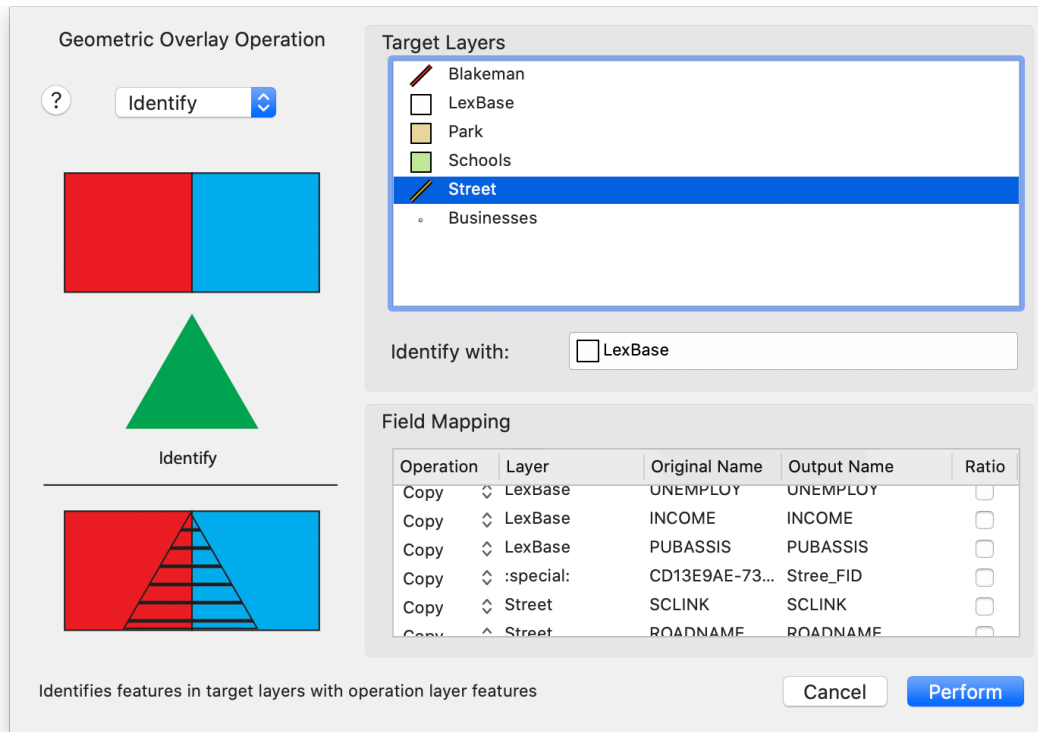 Geometric Overlay Operation
?
Identify
Identify
Identifies features in target layers with operation layer features
Target Layers
Blakeman
LexBase
Park
Schools
Street
Businesses
Identify with: LexBase
Field Mapping
Operation Layer Original Name Output Name Ratio
Copy LexBase UNEMPLOY UNEMPLOY
Copy LexBase INCOME INCOME
Copy LexBase PUBASSIS PUBASSIS
Copy :special: CD13E9AE-73... Stree_FID
Copy Street SCLINK SCLINK
Copy Street ROADNAME ROADNAME
Cancel Perform